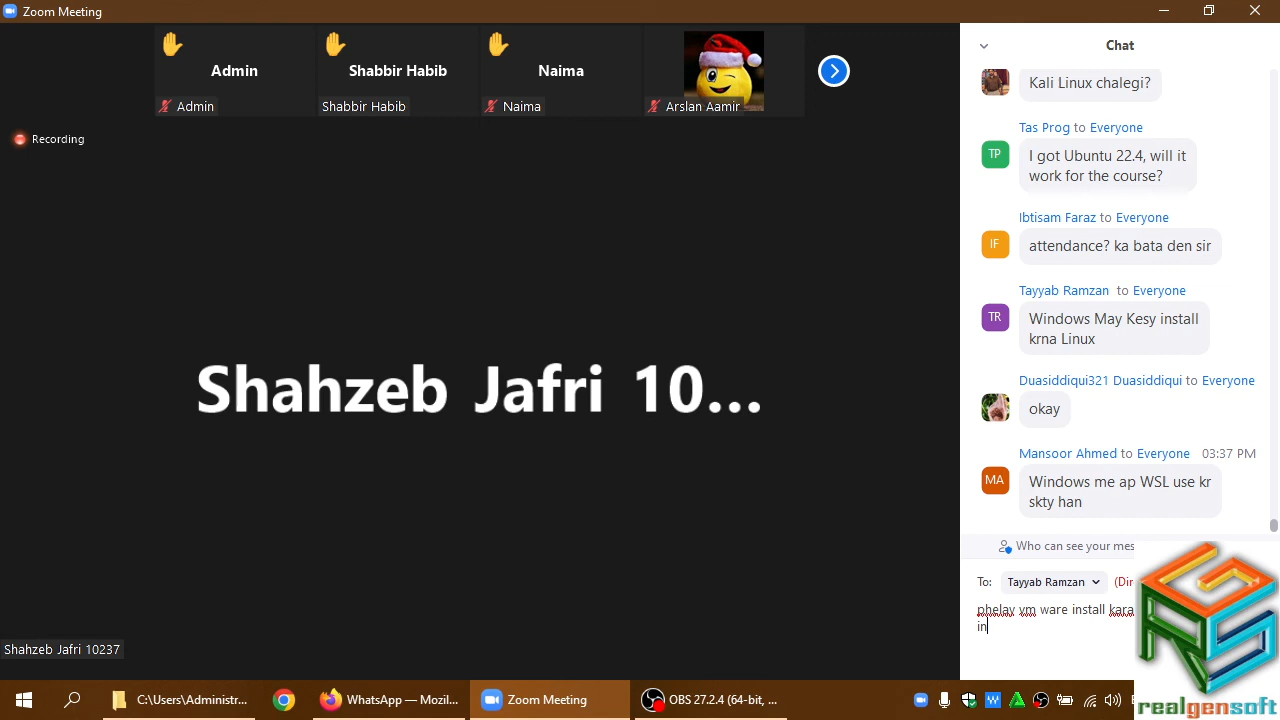 Zoom Meeting
Admin
Shabbir Habib
Naima
Admin
Shabbir Habib
Naima
Arslan Aamir
Recording
Shahzeb Jafri 10...
Shahzeb Jafri 10237
Chat
Kali Linux chalegi?
Tas Prog to Everyone
TP
I got Ubuntu 22.4, will it
work for the course?
Ibtisam Faraz to Everyone
IF
attendance? ka bata den sir
Tayyab Ramzan to Everyone
TR
Windows May Kesy install
krna Linux
Duasiddiqui321 Duasiddiqui to Everyone
okay
Mansoor Ahmed to Everyone 03:37 PM
MA
Windows me ap WSL use kr
skty han
Who can see your mes
To: Tayyab Ramzan (Dir
phelay vm ware install kara
in
C:\Users\Administr...
WhatsApp — Mozil...
Zoom Meeting
OBS 27.2.4 (64-bit, ...
realgensoft